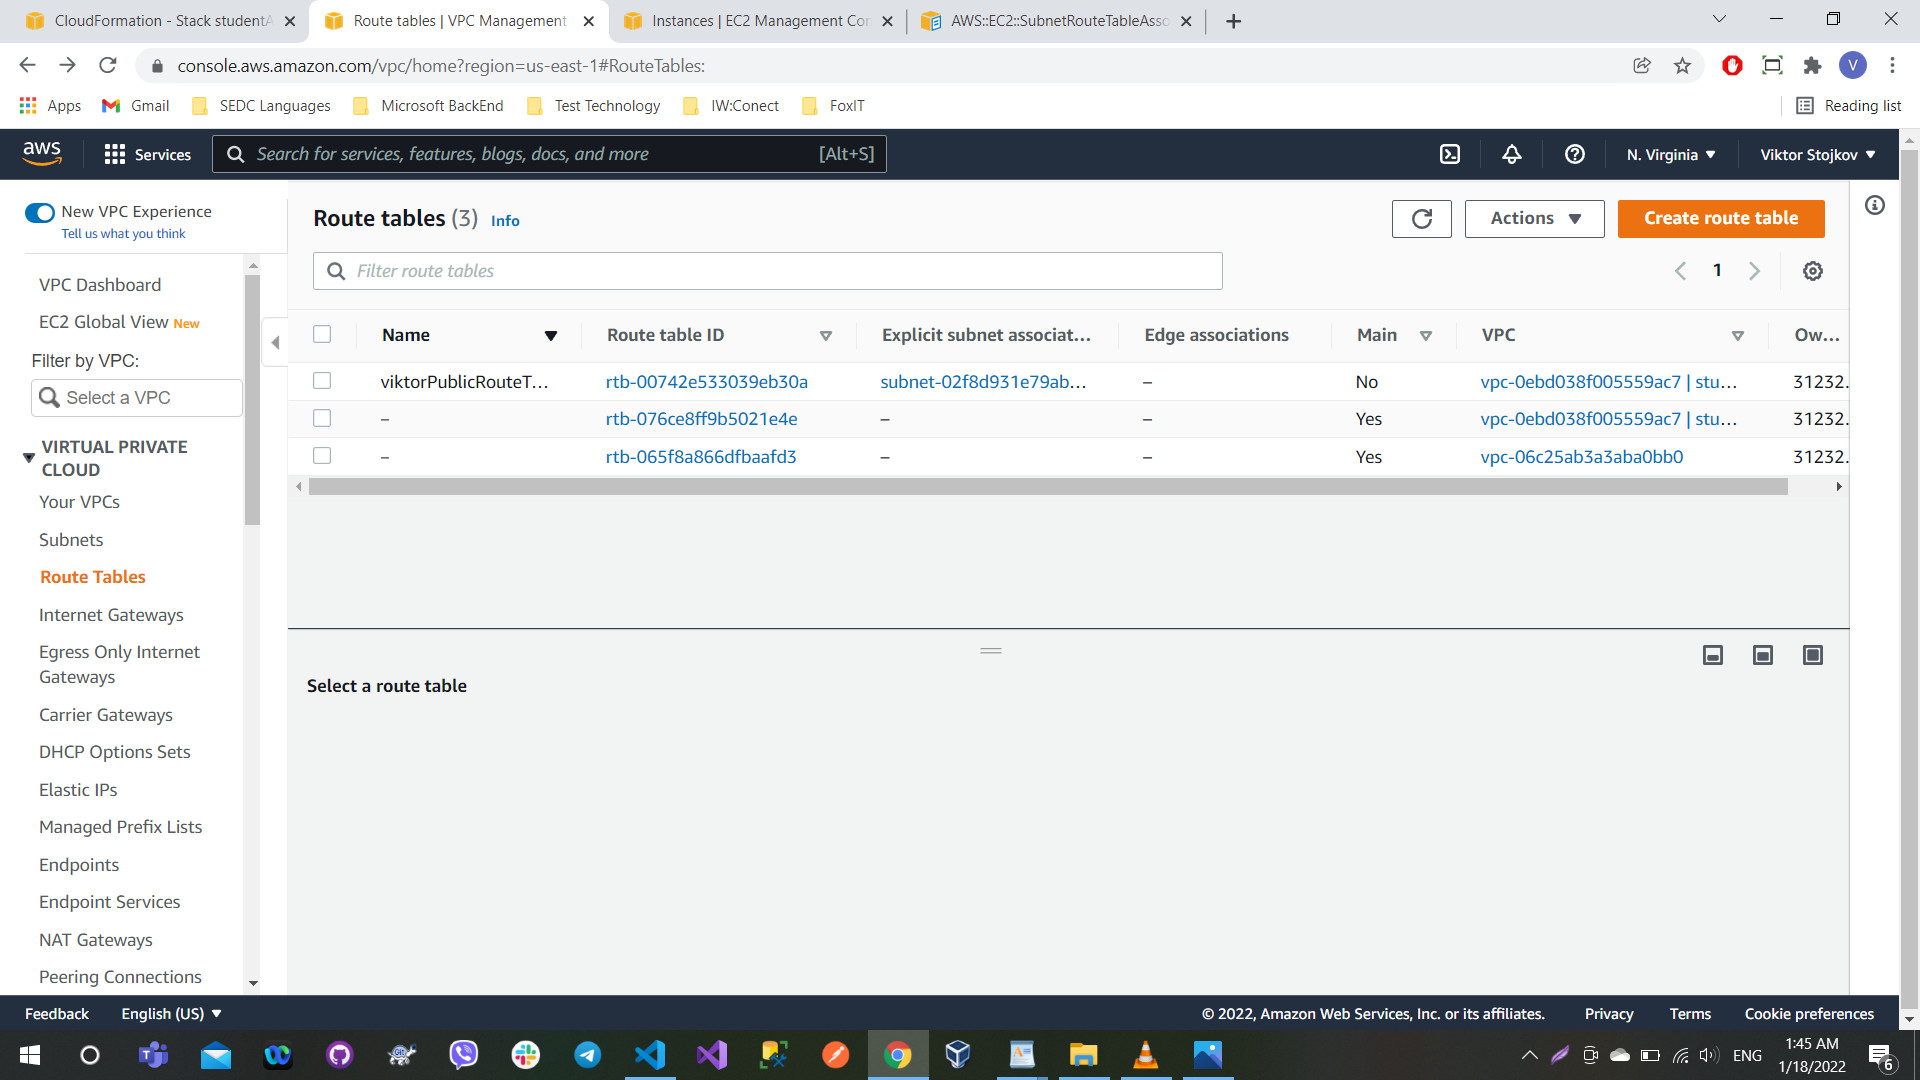 CloudFormation - Stack studentA
Route tables | VPC Management
Instances | EC2 Management Con
AWS::EC2::SubnetRouteTableAsso
console.aws.amazon.com/vpc/home?region=us-east-1#RouteTables:
V
Apps
Gmail
SEDC Languages
Microsoft BackEnd
Test Technology
IW:Conect
FoxIT
Reading list
aws
Services
Search for services, features, blogs, docs, and more
[Alt+S]
N. Virginia
Viktor Stojkov
New VPC Experience
Tell us what you think
VPC Dashboard
EC2 Global View New
Filter by VPC:
Select a VPC
VIRTUAL PRIVATE
CLOUD
Your VPCs
Subnets
Route Tables
Internet Gateways
Egress Only Internet
Gateways
Carrier Gateways
DHCP Options Sets
Elastic IPs
Managed Prefix Lists
Endpoints
Endpoint Services
NAT Gateways
Peering Connections
Route tables (3) Info
Actions
Create route table
Filter route tables
1
Name Route table ID Explicit subnet associat... Edge associations Main VPC Ow...
viktorPublicRouteT... rtb-00742e533039eb30a subnet-02f8d931e79ab... – No vpc-0ebd038f005559ac7 | stu... 31232.
– rtb-076ce8ff9b5021e4e – – Yes vpc-0ebd038f005559ac7 | stu... 31232.
– rtb-065f8a866dfbaafd3 – – Yes vpc-06c25ab3a3aba0bb0 31232.
Select a route table
Feedback
English (US)
© 2022, Amazon Web Services, Inc. or its affiliates.
Privacy
Terms
Cookie preferences
ENG
1:45 AM
1/18/2022
6